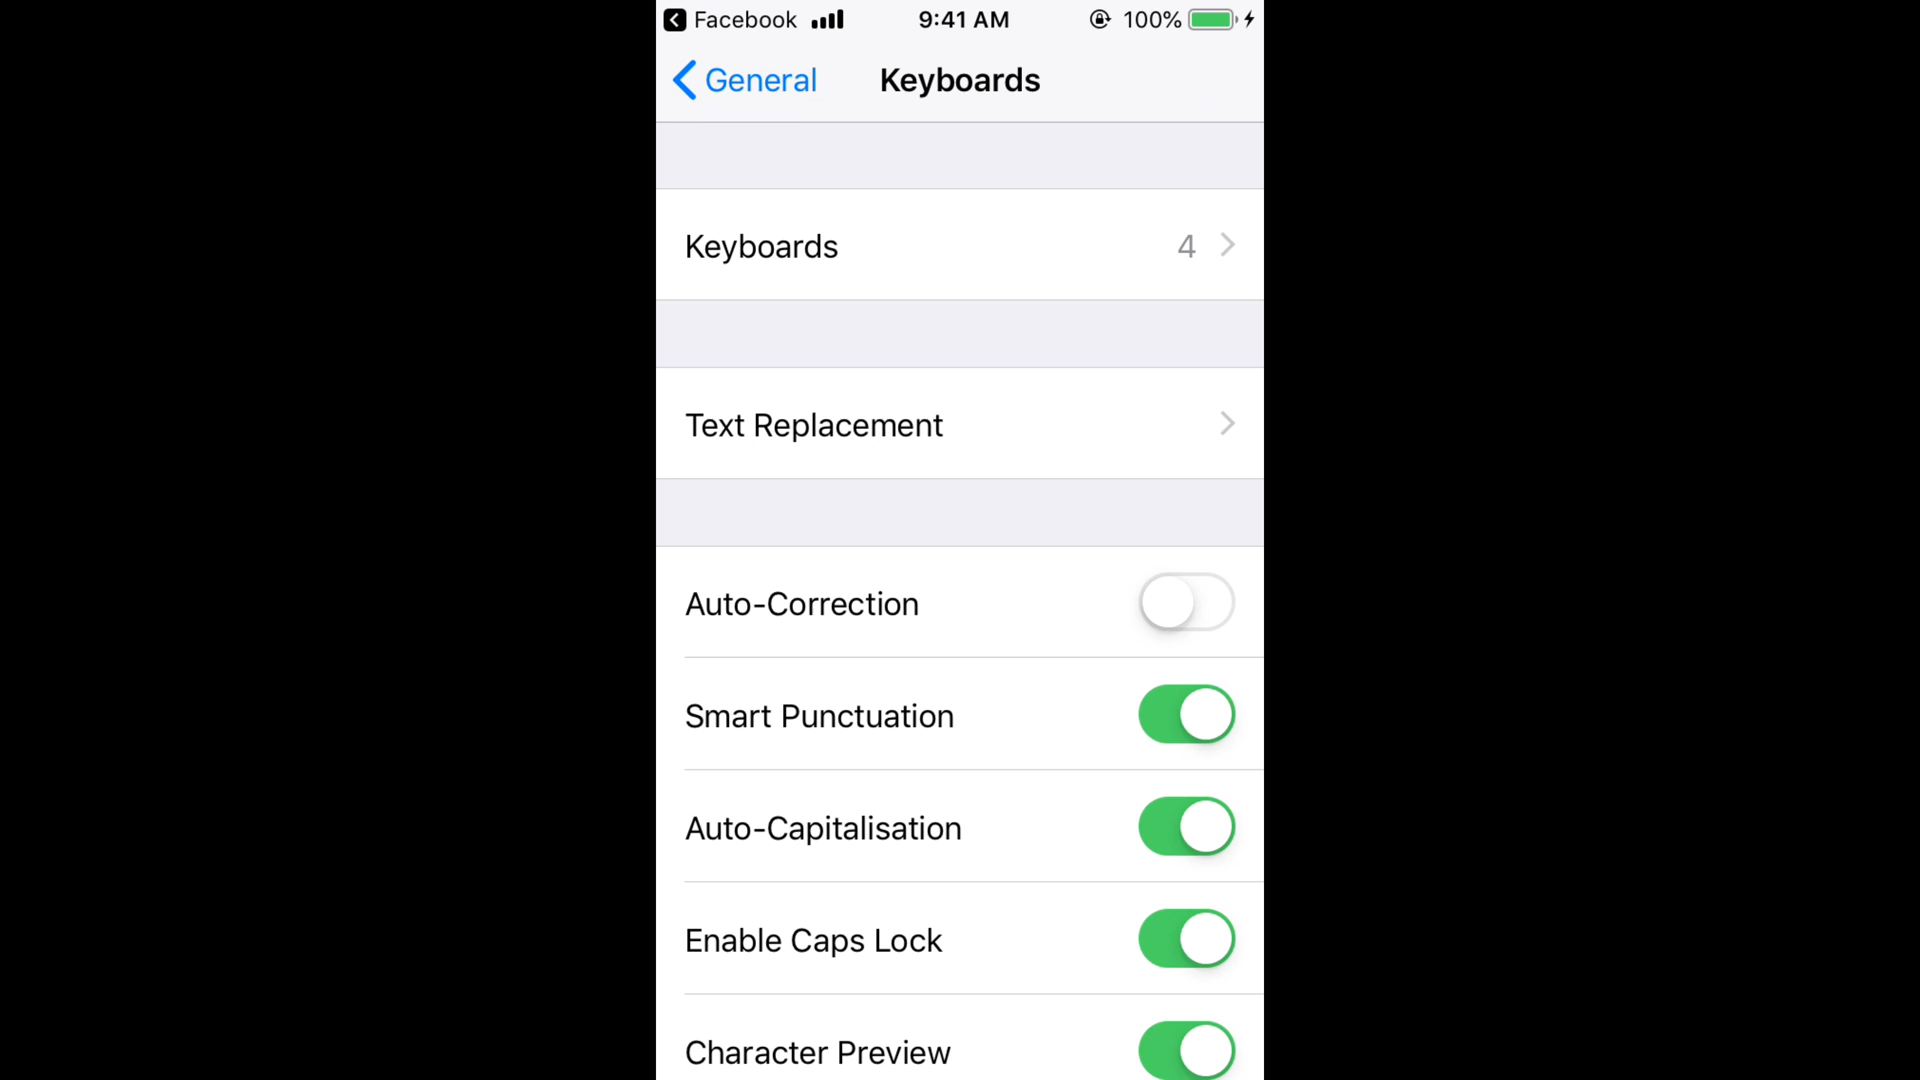 Facebook 9:41 AM 100%
General Keyboards
Keyboards 4
Text Replacement
Auto-Correction
Smart Punctuation
Auto-Capitalisation
Enable Caps Lock
Character Preview